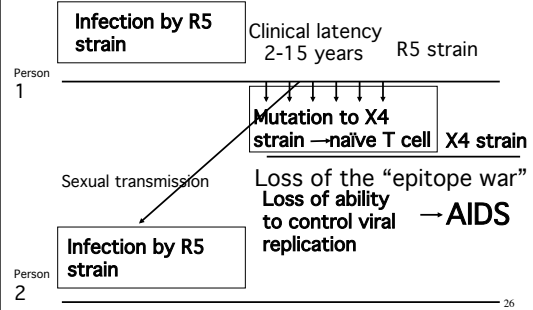 Infection by R5
strain
Clinical latency
2-15 years
R5 strain
Person
1
Mutation to X4
strain →naïve T cell
X4 strain
Sexual transmission
Loss of the “epitope war”
Loss of ability
to control viral
replication
→AIDS
Infection by R5
strain
Person
2
26